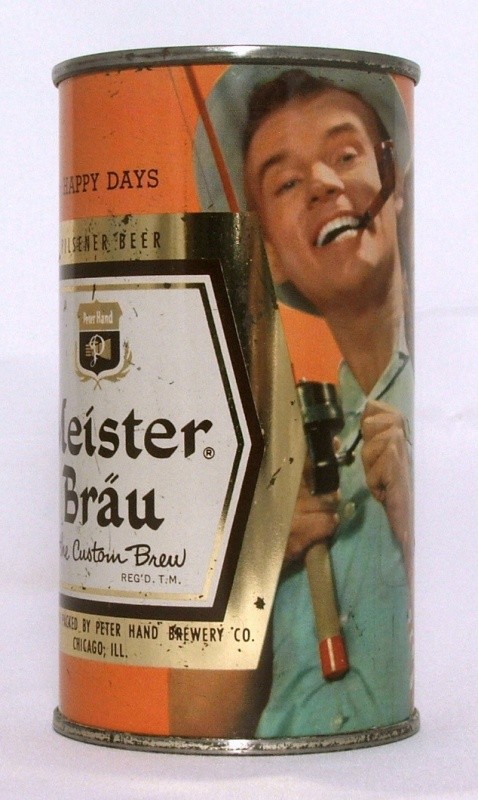 HAPPY DAYS
PILSENER BEER
Peter Hand
P
Meister®
Bräu
the Custom Brew
REG'D. T.M.
PACKED BY PETER HAND BREWERY CO.
CHICAGO, ILL.